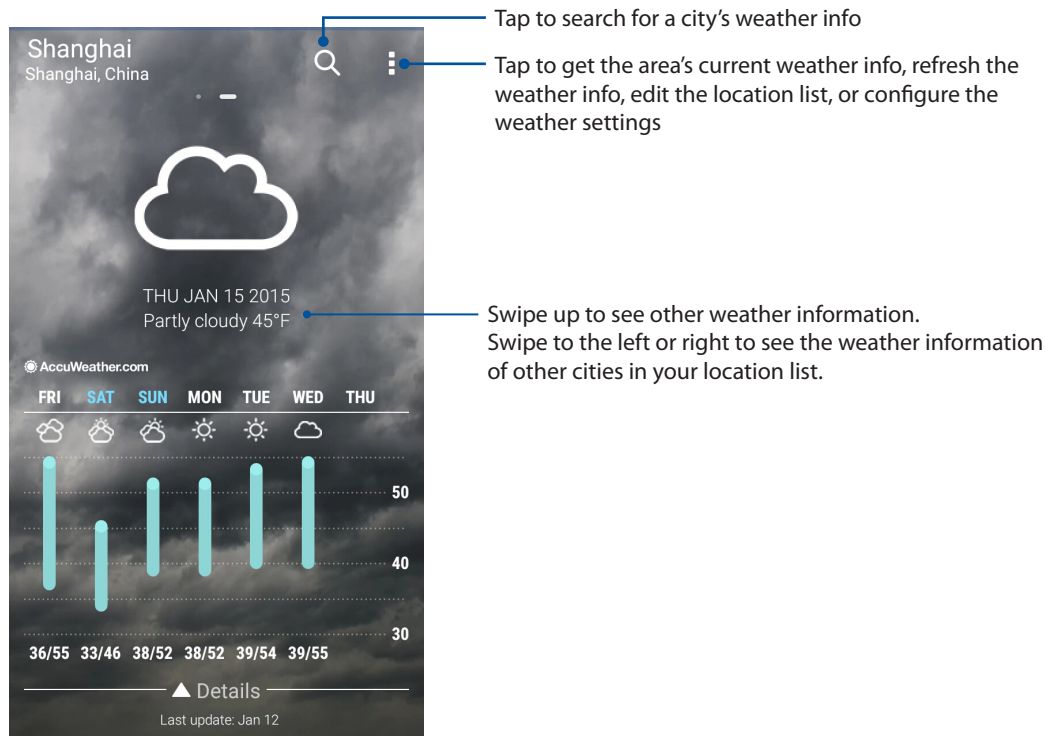 Tap to search for a city’s weather info
Shanghai
Shanghai, China
Tap to get the area’s current weather info, refresh the
weather info, edit the location list, or configure the
weather settings
THU JAN 15 2015
Partly cloudy 45°F
Swipe up to see other weather information.
Swipe to the left or right to see the weather information
of other cities in your location list.
AccuWeather.com
FRI SAT SUN MON TUE WED THU
50
40
30
36/55 33/46 38/52 38/52 39/54 39/55
Details
Last update: Jan 12